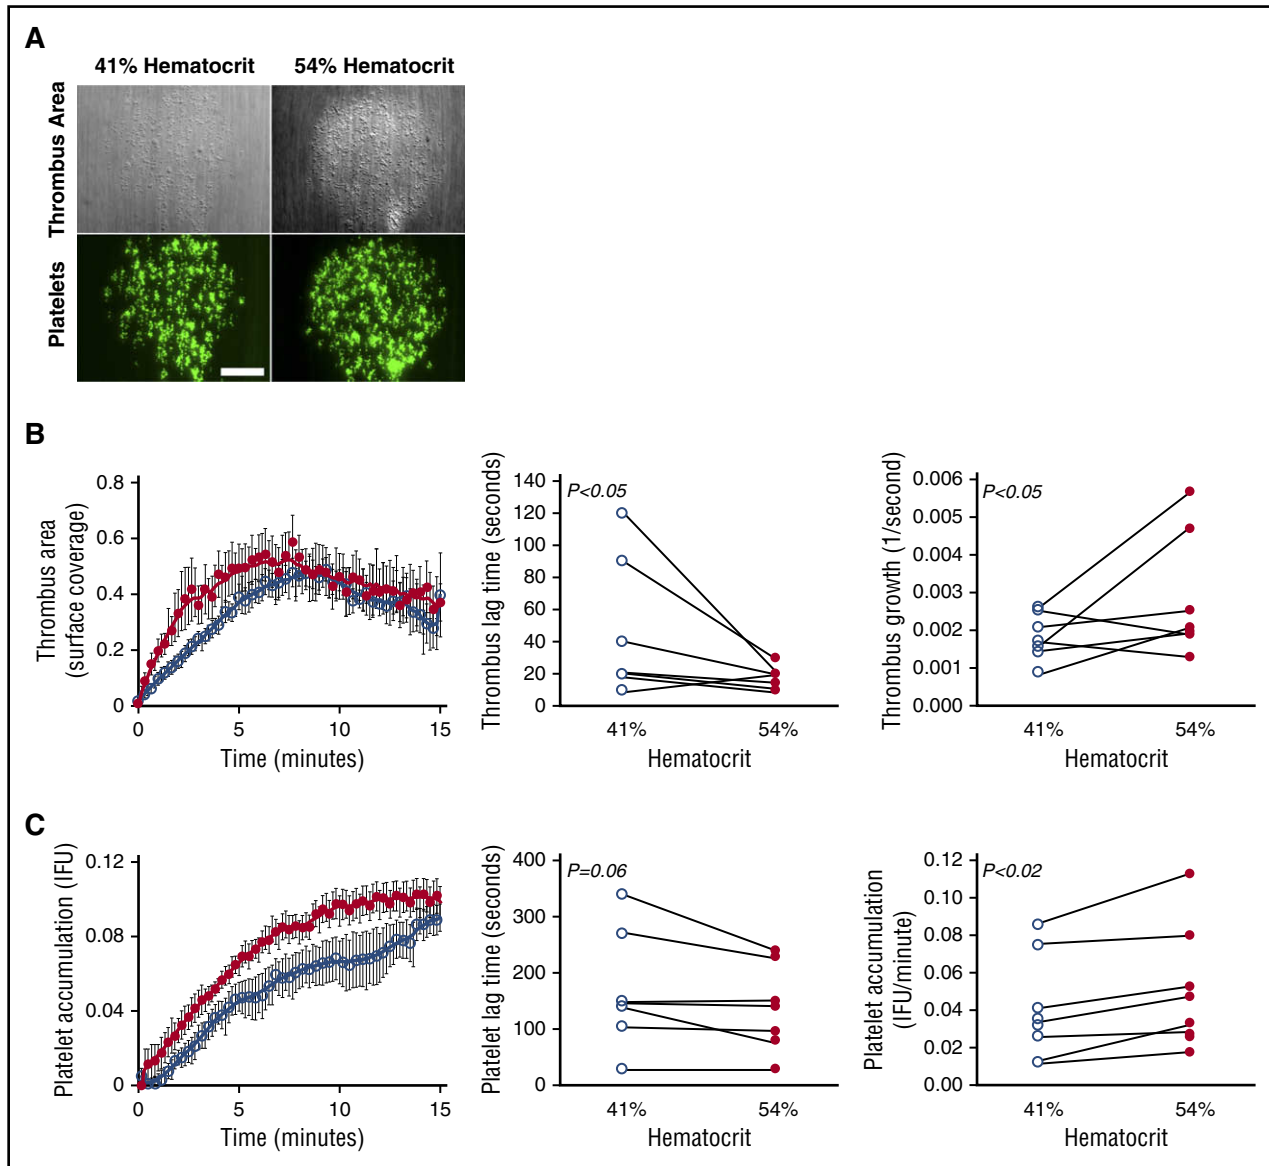 A
41% Hematocrit
54% Hematocrit
Thrombus Area
Platelets
B
Thrombus area
(surface coverage)
0.8
0.6
0.4
0.2
0
0
5
10
15
Time (minutes)
Thrombus lag time (seconds)
140
120
100
80
60
40
20
0
P<0.05
41%
54%
Hematocrit
Thrombus growth (1/second)
0.006
0.005
0.004
0.003
0.002
0.001
0.000
P<0.05
41%
54%
Hematocrit
C
Platelet accumulation (IFU)
0.12
0.08
0.04
0
0
5
10
15
Time (minutes)
Platelet lag time (seconds)
400
300
200
100
0
P=0.06
41%
54%
Hematocrit
Platelet accumulation
(IFU/minute)
0.12
0.10
0.08
0.06
0.04
0.02
0.00
P<0.02
41%
54%
Hematocrit